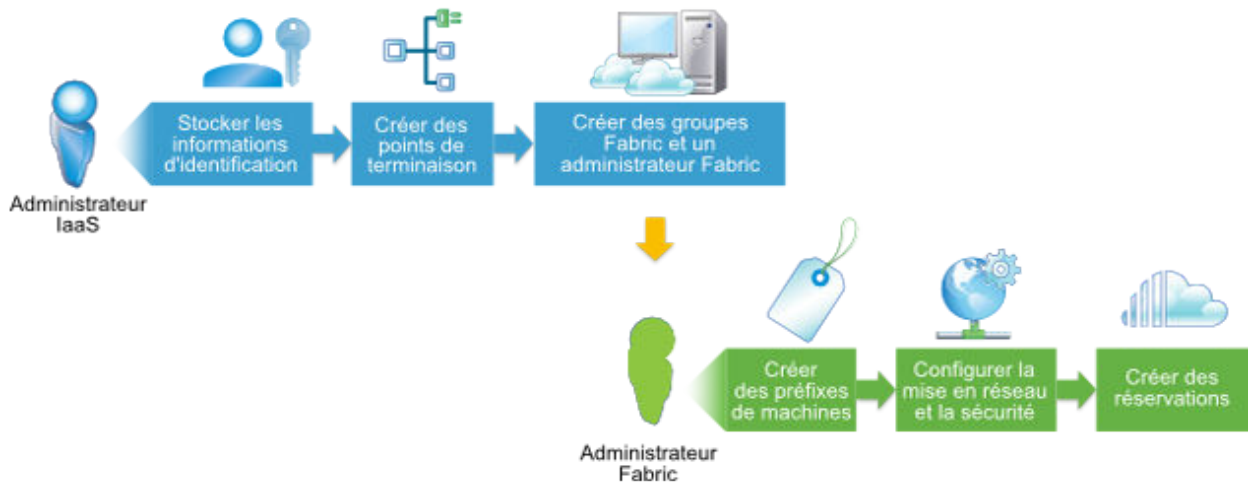 Stocker les
informations
d'identification
Créer des
points de
terminaison
Créer des groupes
Fabric et un
administrateur Fabric
Administrateur
IaaS
Créer
des préfixes
de machines
Configurer la
mise en réseau
et la sécurité
Créer des
réservations
Administrateur
Fabric